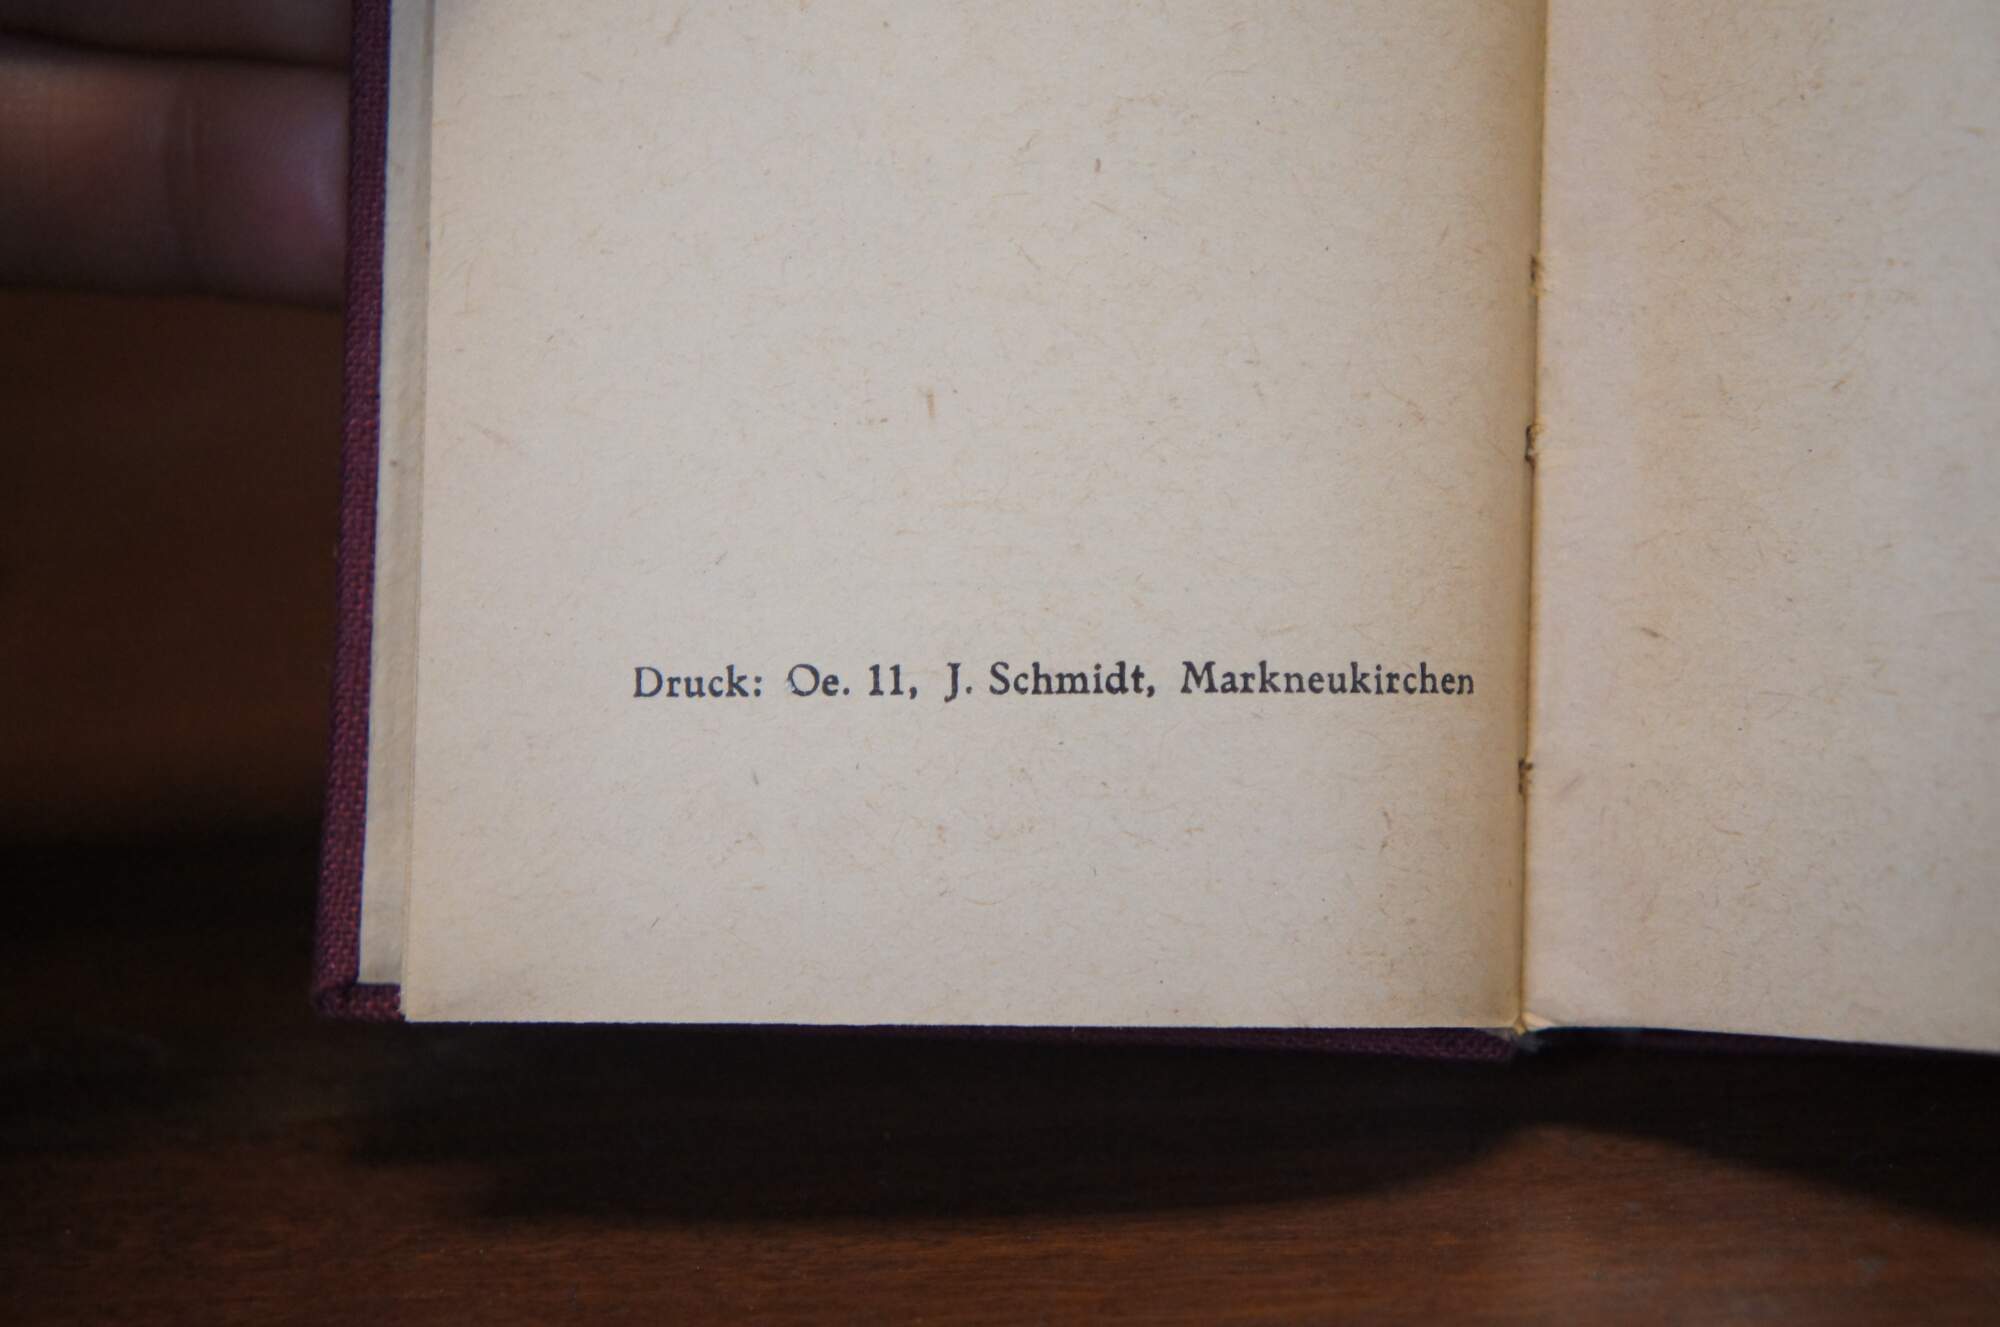 Druck: Oe. 11, J. Schmidt, Markneukirchen